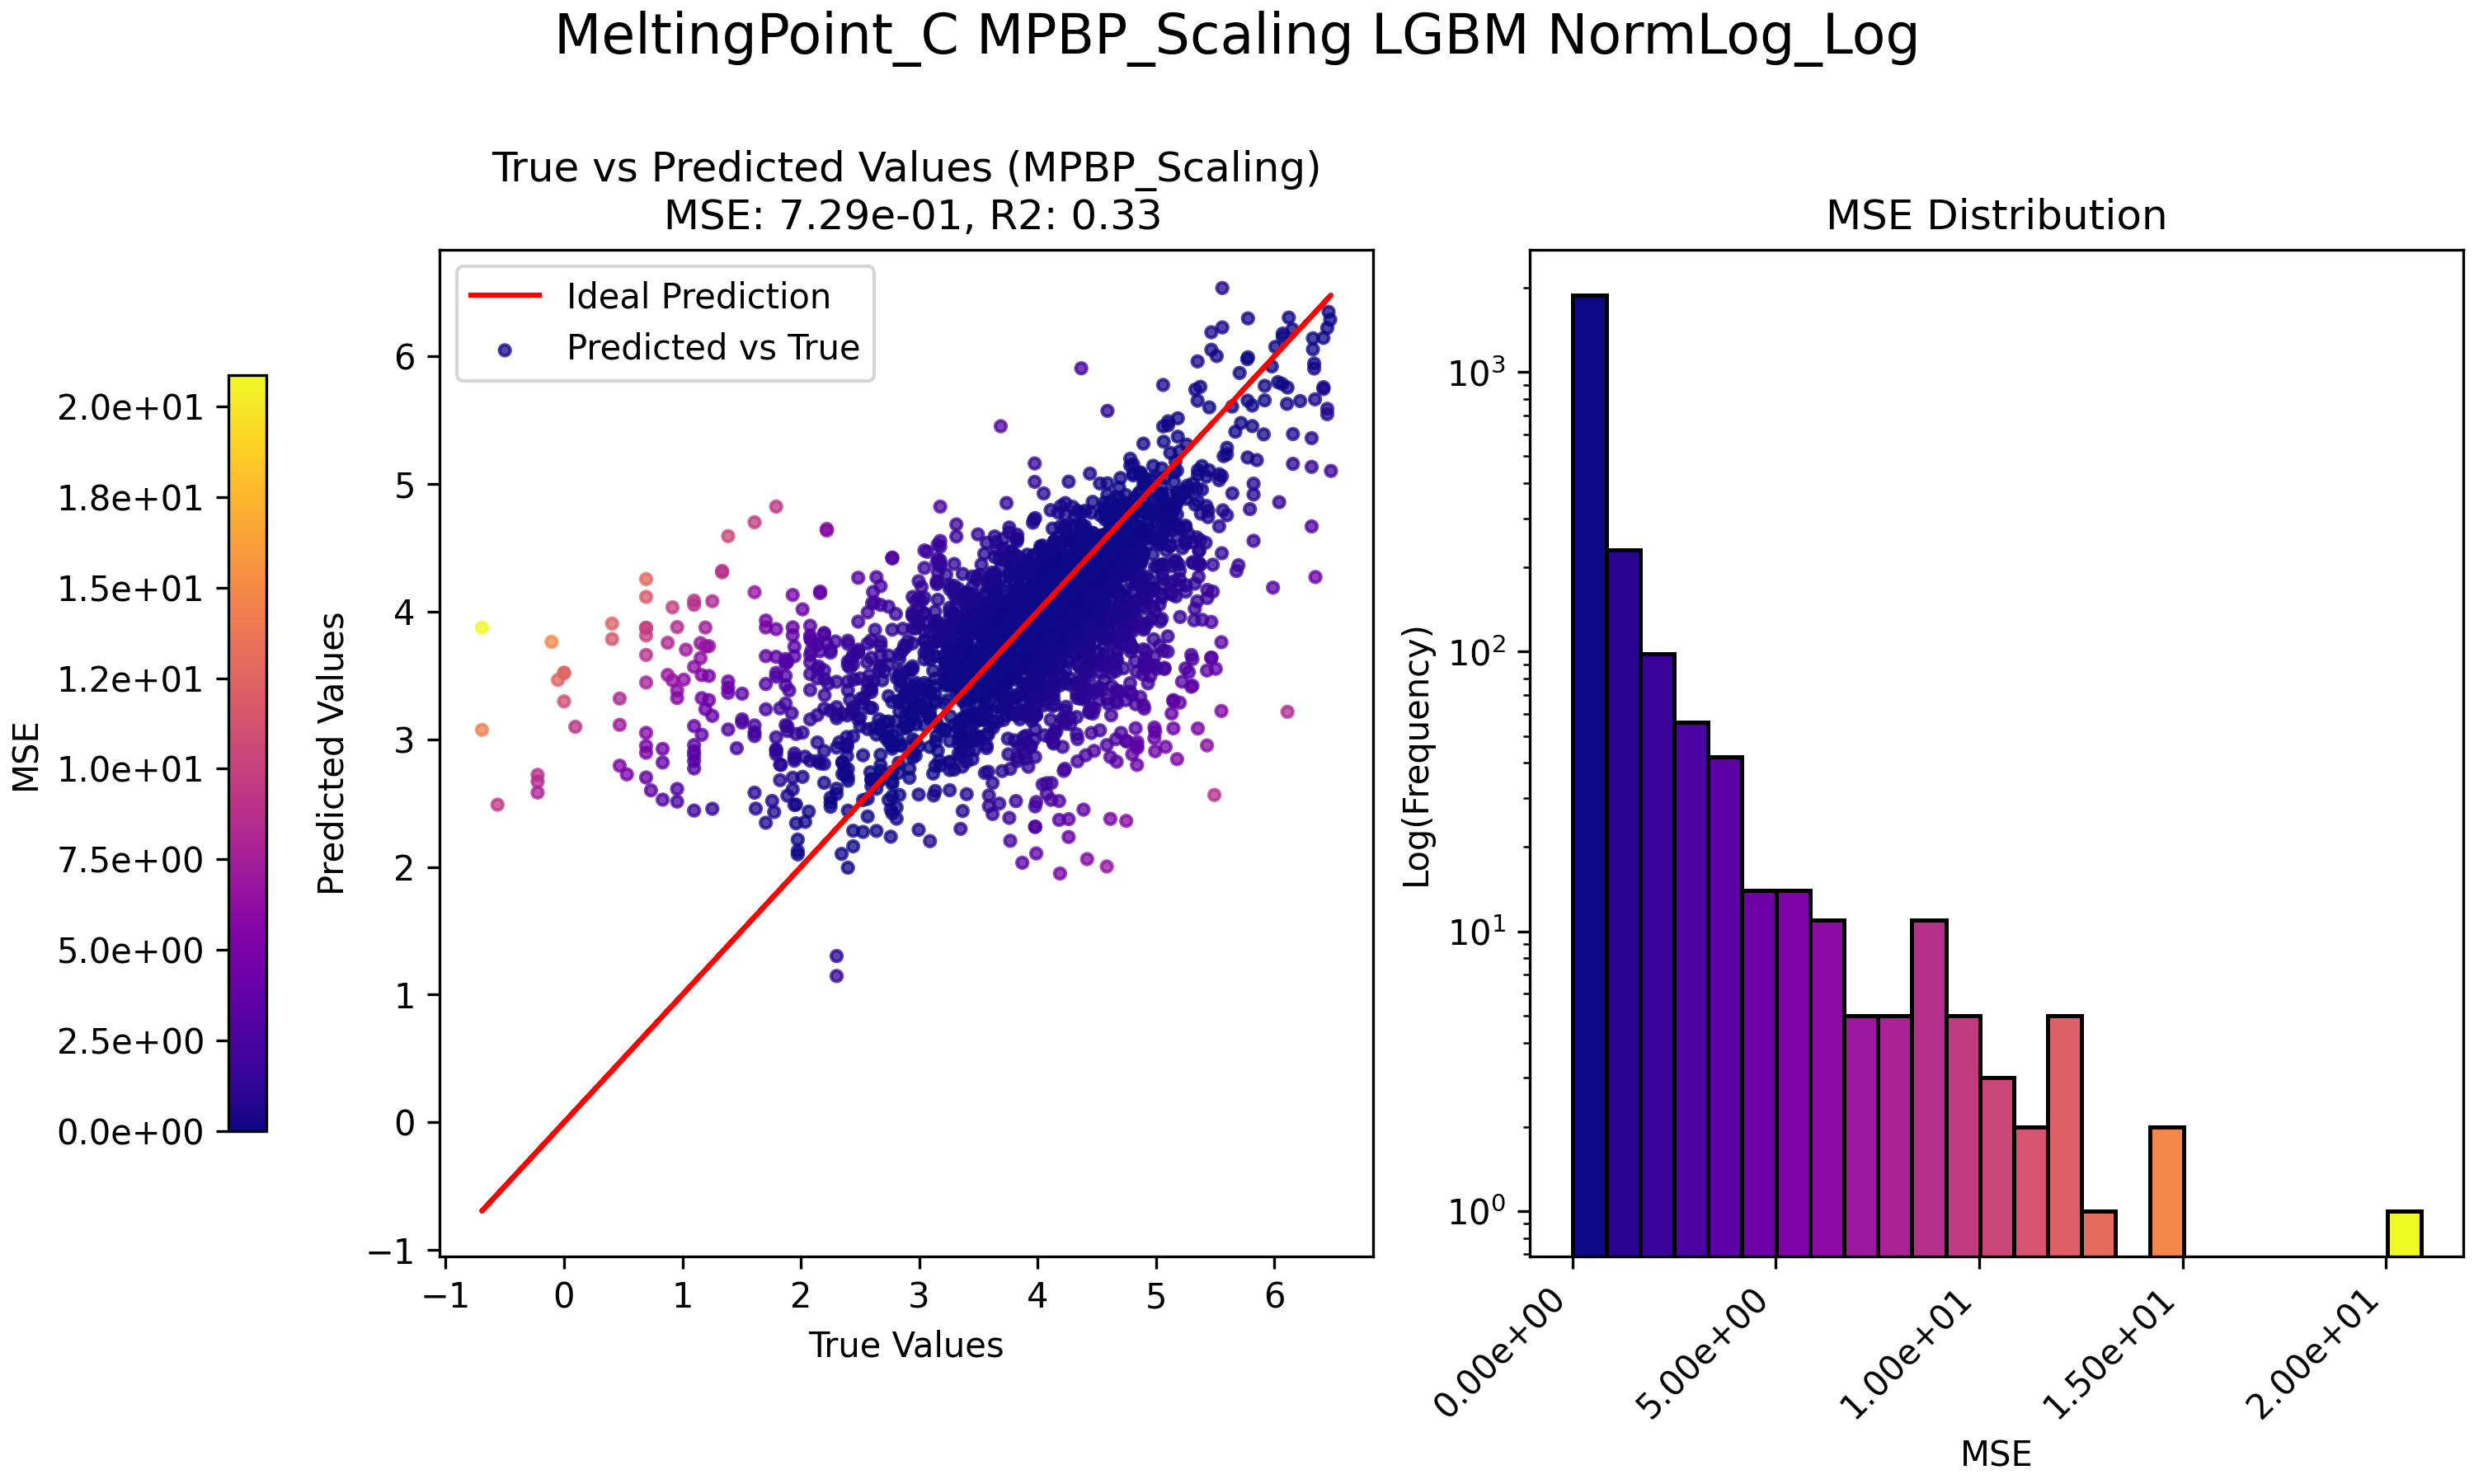 MeltingPoint_C MPBP_Scaling LGBM NormLog_Log
True vs Predicted Values (MPBP_Scaling)
MSE: 7.29e-01, R2: 0.33
MSE Distribution
Ideal Prediction
Predicted vs True
2.0e+01
1.8e+01
1.5e+01
1.2e+01
1.0e+01
7.5e+00
5.0e+00
2.5e+00
0.0e+00
MSE
Predicted Values
6
5
4
3
2
1
0
−1
−1 0 1 2 3 4 5 6
True Values
Log(Frequency)
10³
10²
10¹
10⁰
0.00e+00
5.00e+00
1.00e+01
1.50e+01
2.00e+01
MSE